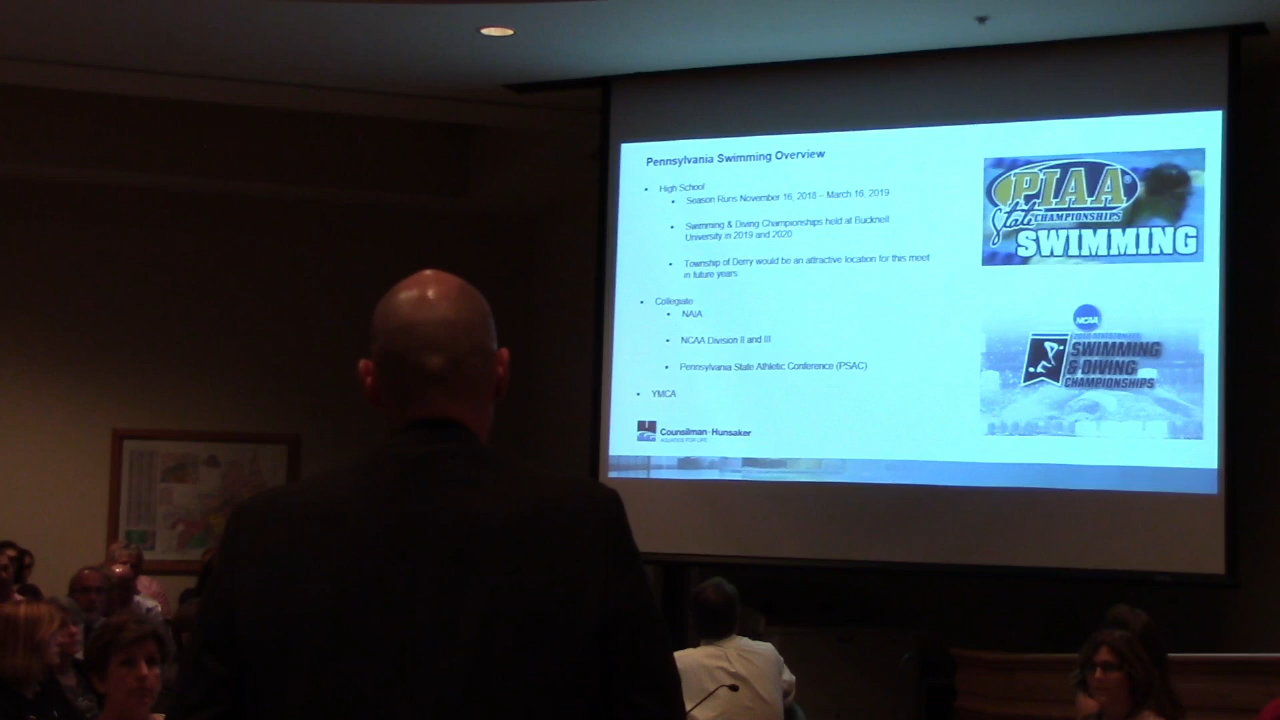 Pennsylvania Swimming Overview
High School
Season Runs November 16, 2018 – March 16, 2019
Swimming & Diving Championships held at Bucknell
University in 2019 and 2020
Township of Derry would be an attractive location for this meet
in future years
Collegiate
NAIA
NCAA Division II and III
Pennsylvania State Athletic Conference (PSAC)
YMCA
Counsilman · Hunsaker
AQUATICS FOR LIFE
PIAA
State CHAMPIONSHIPS
SWIMMING
NCAA
SWIMMING
& DIVING
CHAMPIONSHIPS